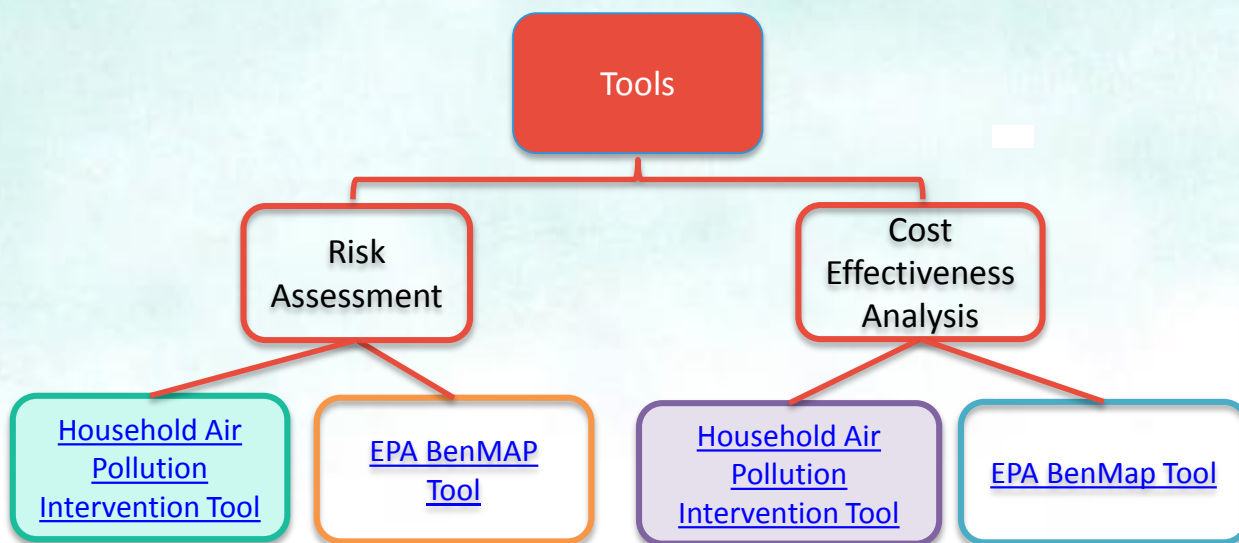 Tools
Risk
Assessment
Cost
Effectiveness
Analysis
Household Air
Pollution
Intervention Tool
EPA BenMAP
Tool
Household Air
Pollution
Intervention Tool
EPA BenMap Tool